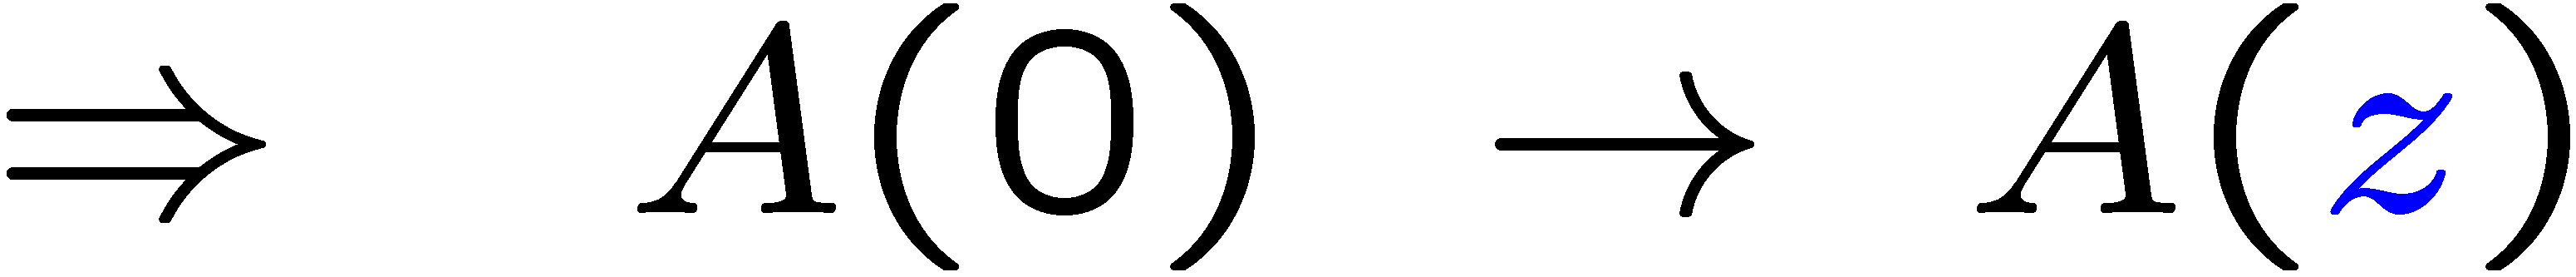 ⇒ A(0) → A(z)